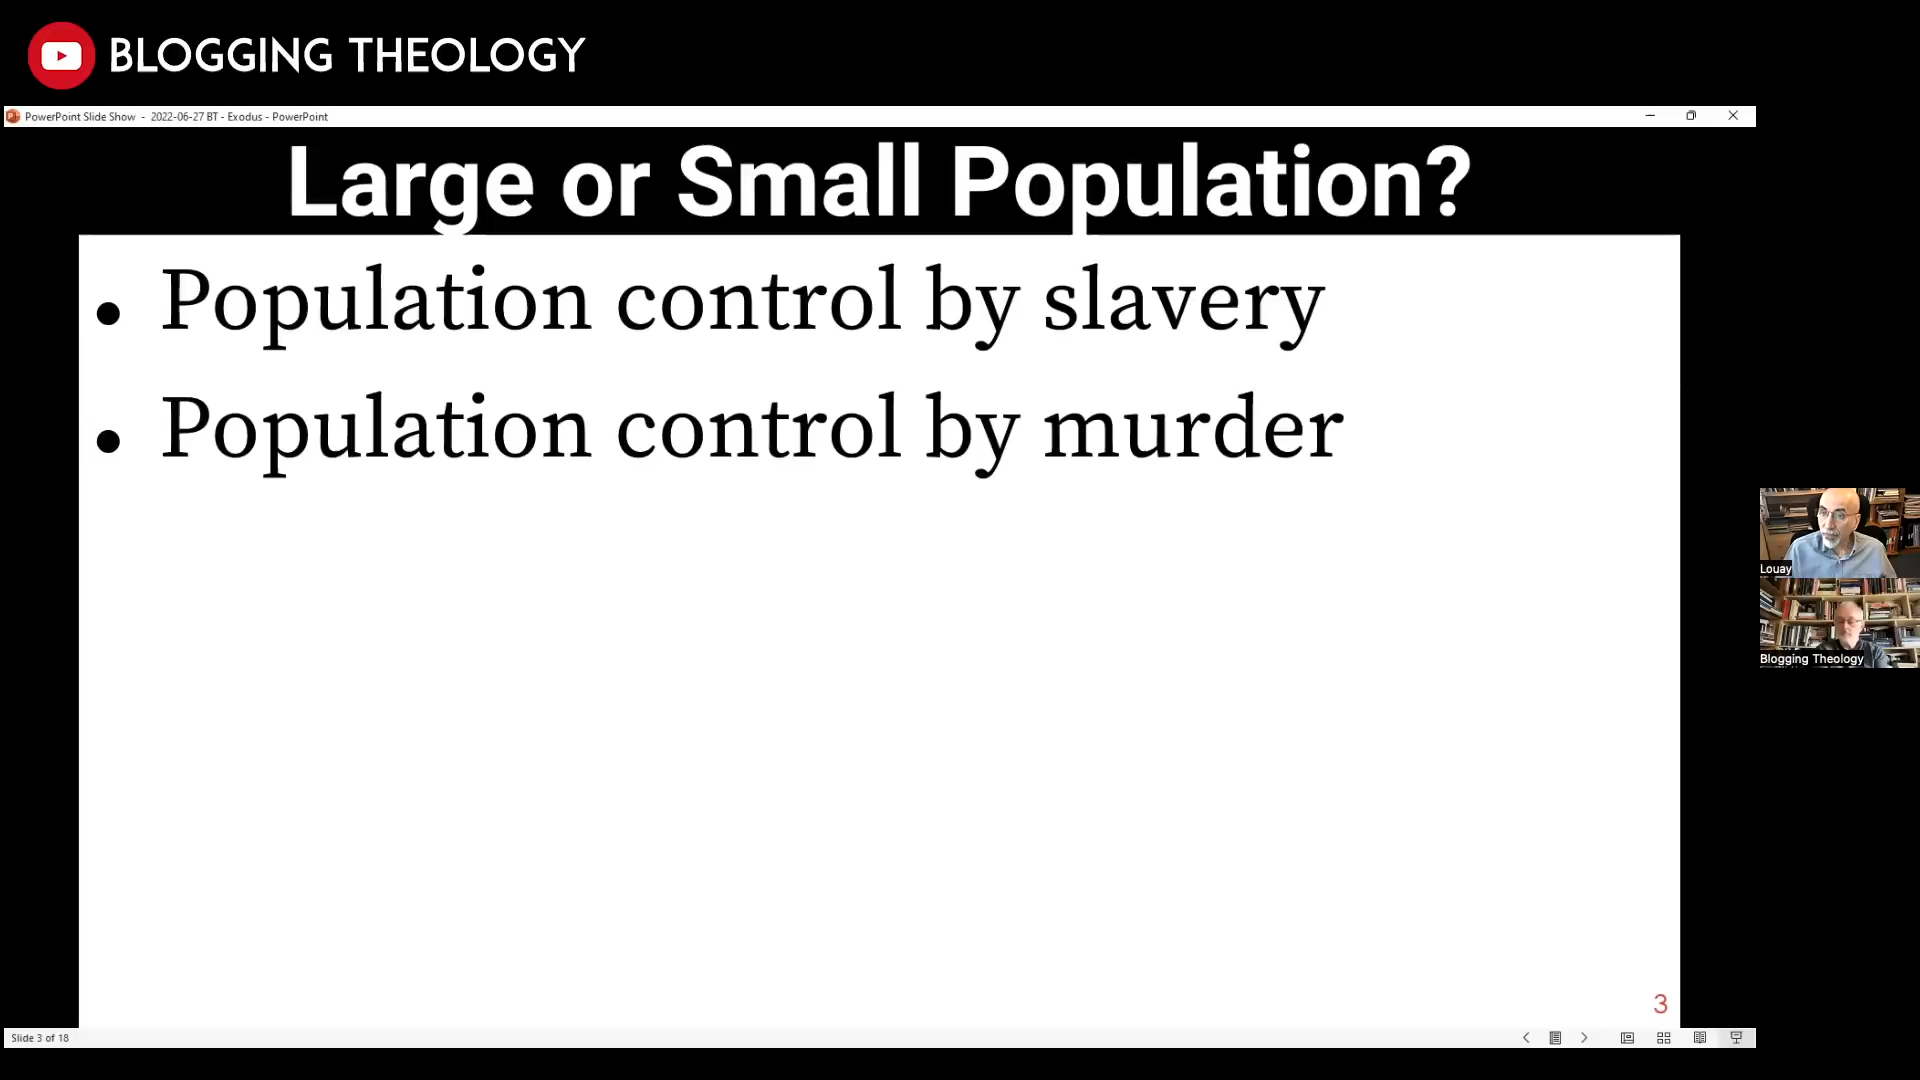 BLOGGING THEOLOGY
PowerPoint Slide Show - 2022-06-27 BT - Exodus - PowerPoint
Large or Small Population?
• Population control by slavery
• Population control by murder
Louay
Blogging Theology
3
Slide 3 of 18